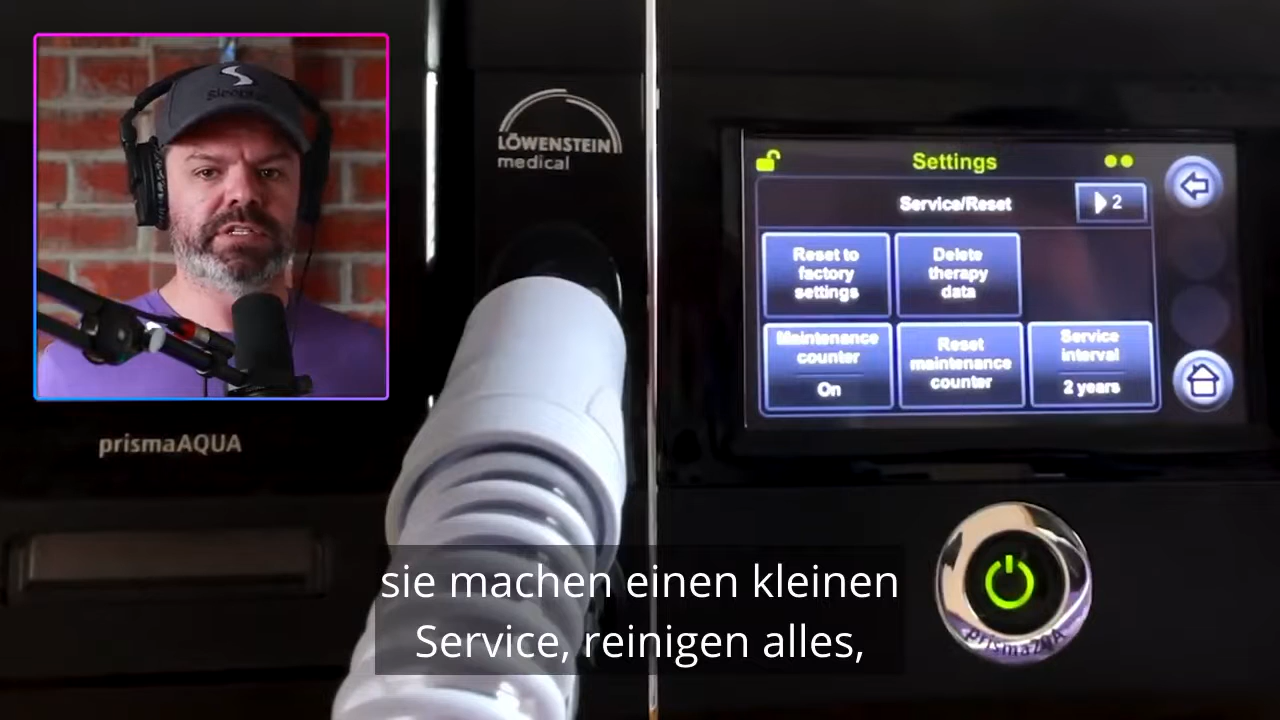 LÖWENSTEIN
medical
prismaAQUA
Settings
Service/Reset
2
Reset to
factory
settings
Delete
therapy
data
Maintenance
counter
On
Reset
maintenance
counter
Service
interval
2 years
prisma20A
sie machen einen kleinen
Service, reinigen alles,